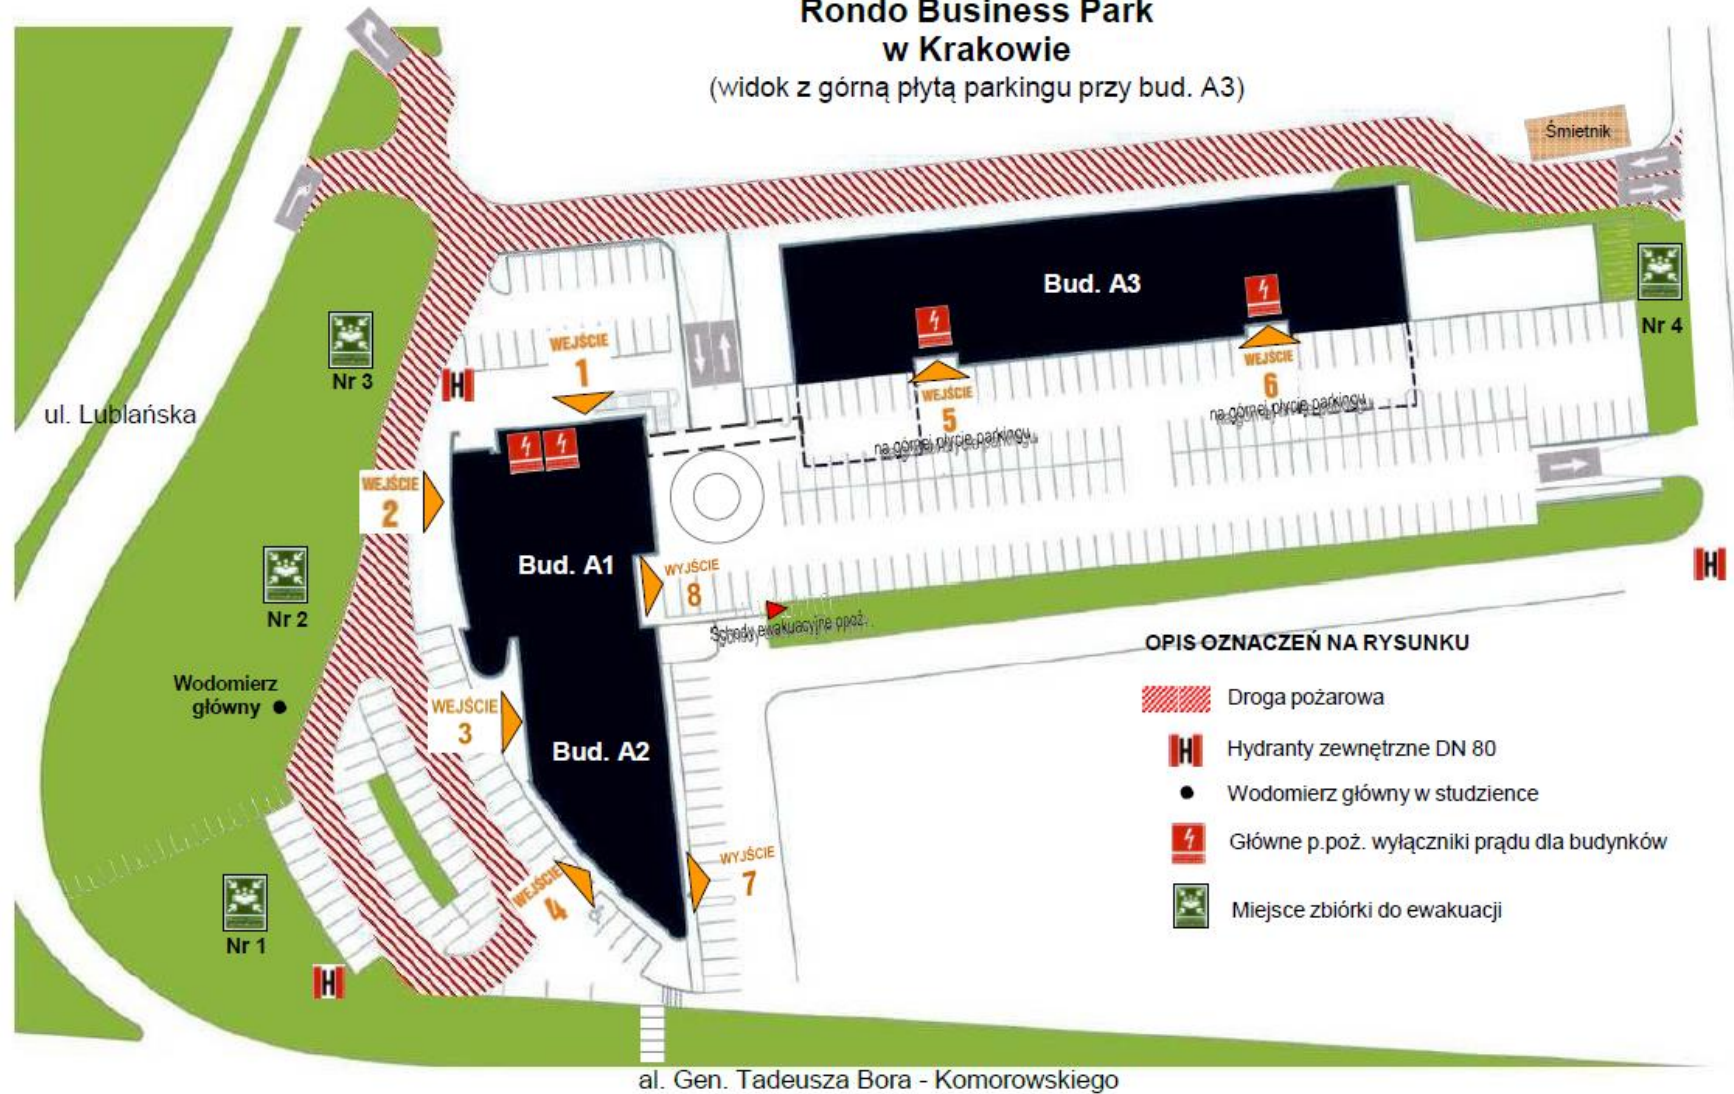 Rondo Business Park
w Krakowie
(widok z górną płytą parkingu przy bud. A3)
Śmietnik
Bud. A3
Nr 4
WEJŚCIE
1
Nr 3
H
ul. Lublańska
WEJŚCIE
5
na górnej płycie parkingu
WEJŚCIE
6
na górnej płycie parkingu
WEJŚCIE
2
Bud. A1
WYJŚCIE
8
Schody ewakuacyjne ppoż.
H
Nr 2
Wodomierz
główny
WEJŚCIE
3
Bud. A2
WEJŚCIE
4
WYJŚCIE
7
Nr 1
H
OPIS OZNACZEŃ NA RYSUNKU
Droga pożarowa
H Hydranty zewnętrzne DN 80
Wodomierz główny w studzience
Główne p.poż. wyłączniki prądu dla budynków
Miejsce zbiórki do ewakuacji
al. Gen. Tadeusza Bora - Komorowskiego